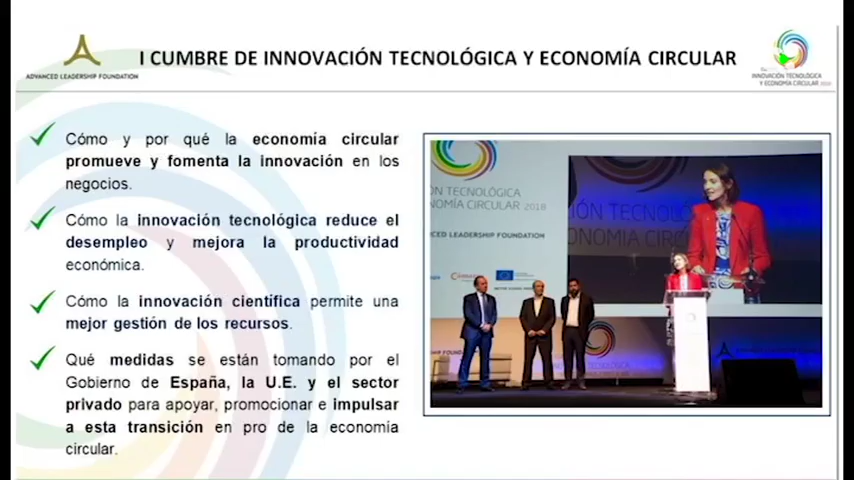 I CUMBRE DE INNOVACIÓN TECNOLÓGICA Y ECONOMÍA CIRCULAR
ADVANCED LEADERSHIP FOUNDATION
INNOVACIÓN TECNOLÓGICA
Y ECONOMÍA CIRCULAR
Cómo y por qué la economía circular
promueve y fomenta la innovación en los
negocios.
Cómo la innovación tecnológica reduce el
desempleo y mejora la productividad
económica.
Cómo la innovación científica permite una
mejor gestión de los recursos.
Qué medidas se están tomando por el
Gobierno de España, la U.E. y el sector
privado para apoyar, promocionar e impulsar
a esta transición en pro de la economía
circular.
ÓN TECNOLÓGICA
NOMÍA CIRCULAR 2018
ANCED LEADERSHIP FOUNDATION
IÓN TECNOLÓG
ONOMÍA CIRCU